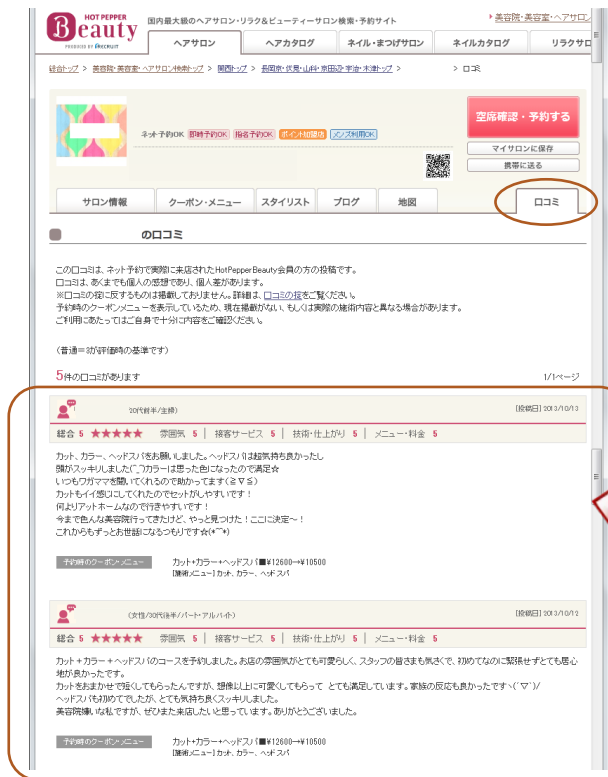 HOT PEPPER
Beauty
PRODUCED BY RECRUIT
国内最大級のヘアサロン・リラク&ビューティーサロン検索・予約サイト
美容院・美容室・ヘアサロン
ヘアサロン
ヘアカタログ
ネイル・まつげサロン
ネイルカタログ
リラクサロ
総合トップ > 美容院・美容室・ヘアサロン検索トップ > 関西トップ > 長岡京・伏見・山科・京田辺・宇治・木津トップ > > 口コミ
ネット予約OK 即時予約OK 指名予約OK ポイント加盟店 メンズ利用OK
空席確認・予約する
マイサロンに保存
携帯に送る
サロン情報
クーポン・メニュー
スタイリスト
ブログ
地図
口コミ
の口コミ
この口コミは、ネット予約で実際に来店されたHotPepperBeauty会員の方の投稿です。
口コミは、あくまでも個人の感想であり、個人差があります。
※口コミの掟に反するものは掲載しておりません。詳細は、口コミの掟をご覧ください。
予約時のクーポンメニューを表示しているため、現在掲載がない、もしくは実際の施術内容と異なる場合があります。
ご利用にあたってはご自身で十分に内容をご確認ください。
(普通=3が評価時の基準です)
5件の口コミがあります
1/1ページ
20代前半/主婦)
[投稿日] 2013/10/13
総合 5 ★★★★★ 雰囲気 5 | 接客サービス 5 | 技術・仕上がり 5 | メニュー・料金 5
カット、カラー、ヘッドスパをお願いしました。ヘッドスパは超気持ち良かったし
頭がスッキリしました(^_^)カラーは思った色になったので満足☆
いつもワガママを聞いてくれるので助かってます(≧∇≦)
カットもイイ感じにしてくれたのでセットがしやすいです!
何よりアットホームなので行きやすいです!
今まで色んな美容院行ってきたけど、やっと見つけた!ここに決定~!
これからもずっとお世話になるつもりです☆(*^^*)
予約時のクーポン・メニュー
カット+カラー+ヘッドスパ■¥12600→¥10500
[施術メニュー] カット、カラー、ヘッドスパ
(女性/30代後半/パート・アルバイト)
[投稿日] 2013/10/12
総合 5 ★★★★★ 雰囲気 5 | 接客サービス 5 | 技術・仕上がり 5 | メニュー・料金 5
カット+カラー+ヘッドスパのコースを予約しました。お店の雰囲気がとても可愛らしく、スタッフの皆さまも気さくで、初めてなのに緊張せずとても居心
地が良かったです。
カットをおまかせで短くしてもらったんですが、想像以上に可愛くしてもらって とても満足しています。家族の反応も良かったですヽ(´▽`)/
ヘッドスパも初めてでしたが、とても気持ち良くスッキリしました。
美容院嫌いな私ですが、ぜひまた来店したいと思っています。ありがとうございました。
予約時のクーポン・メニュー
カット+カラー+ヘッドスパ■¥12600→¥10500
[施術メニュー] カット、カラー、ヘッドスパ